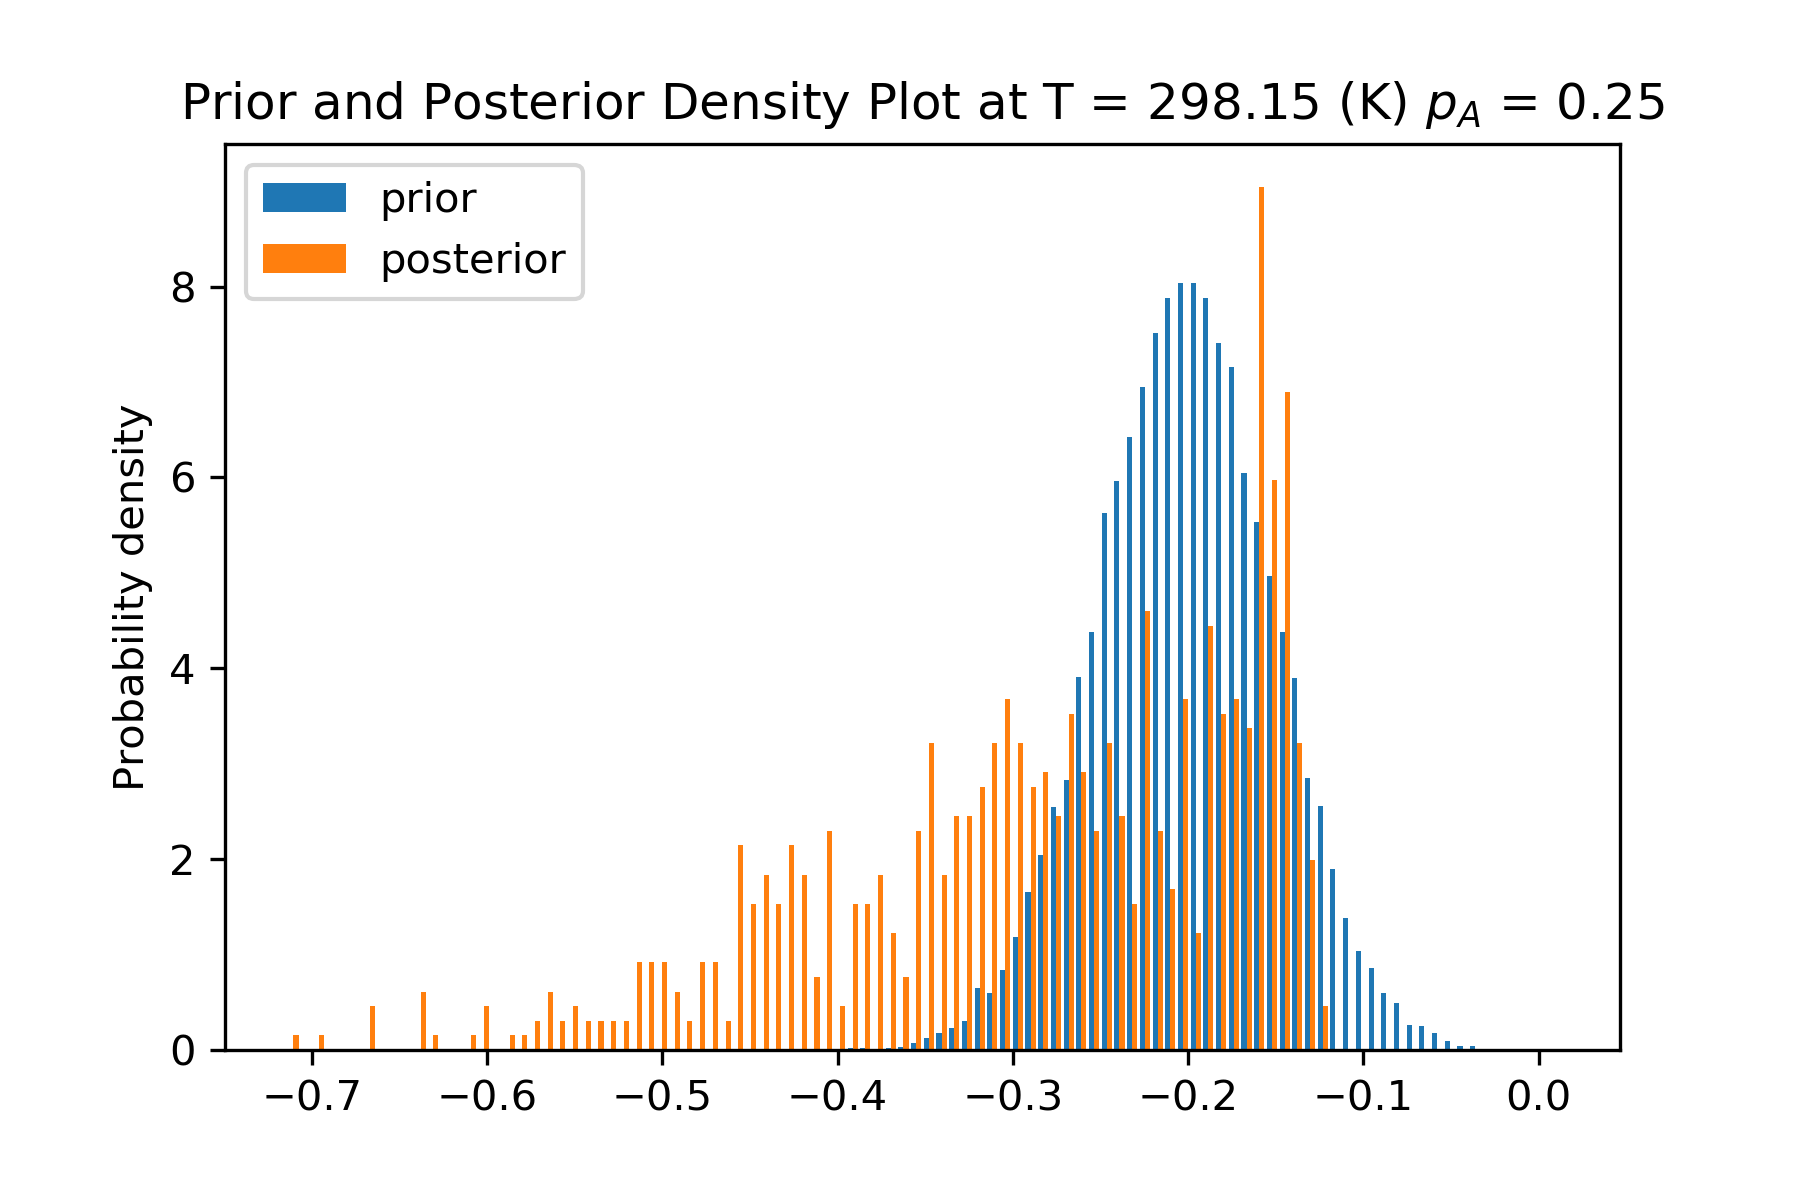 Prior and Posterior Density Plot at T = 298.15 (K) p_A = 0.25
prior
posterior
Probability density
8
6
4
2
0
−0.7 −0.6 −0.5 −0.4 −0.3 −0.2 −0.1 0.0